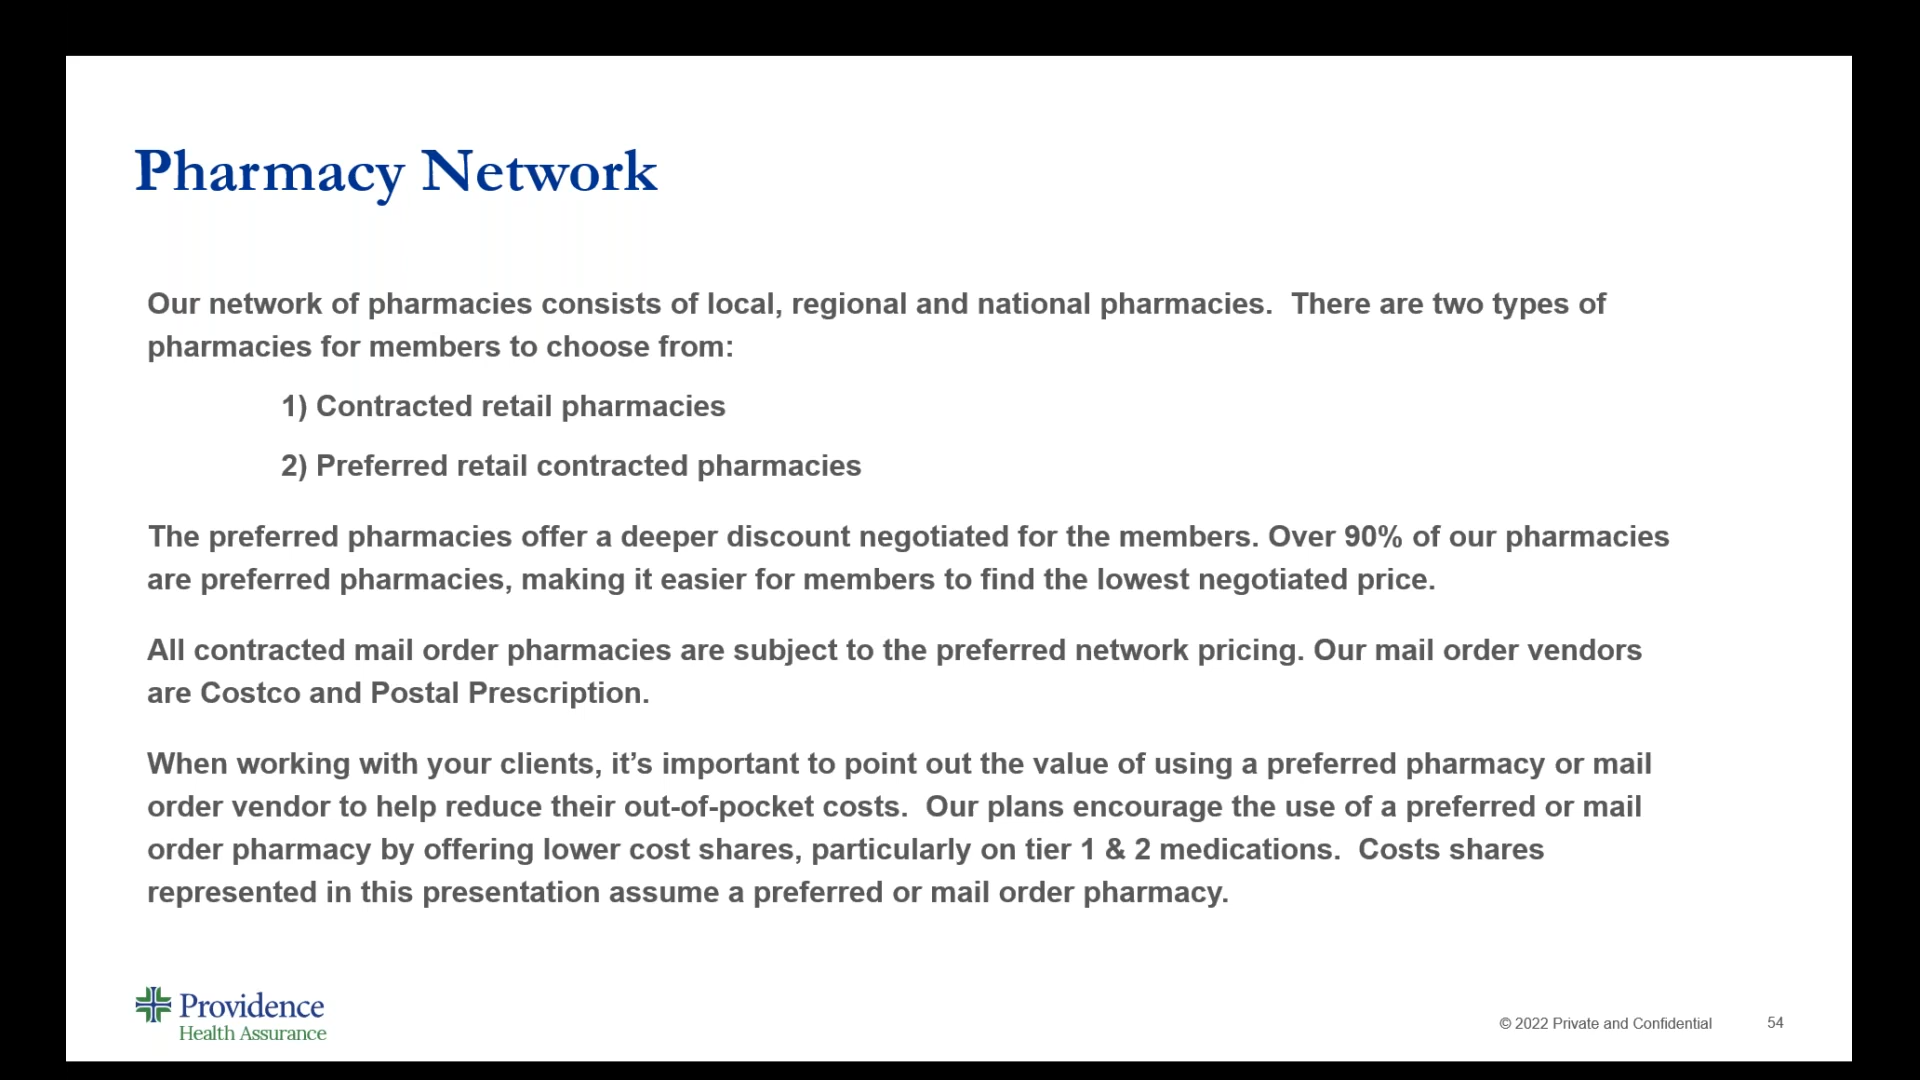 Pharmacy Network
Our network of pharmacies consists of local, regional and national pharmacies.  There are two types of
pharmacies for members to choose from:
1) Contracted retail pharmacies
2) Preferred retail contracted pharmacies
The preferred pharmacies offer a deeper discount negotiated for the members. Over 90% of our pharmacies
are preferred pharmacies, making it easier for members to find the lowest negotiated price.
All contracted mail order pharmacies are subject to the preferred network pricing. Our mail order vendors
are Costco and Postal Prescription.
When working with your clients, it’s important to point out the value of using a preferred pharmacy or mail
order vendor to help reduce their out-of-pocket costs.  Our plans encourage the use of a preferred or mail
order pharmacy by offering lower cost shares, particularly on tier 1 & 2 medications.  Costs shares
represented in this presentation assume a preferred or mail order pharmacy.
Providence
Health Assurance
© 2022 Private and Confidential
54